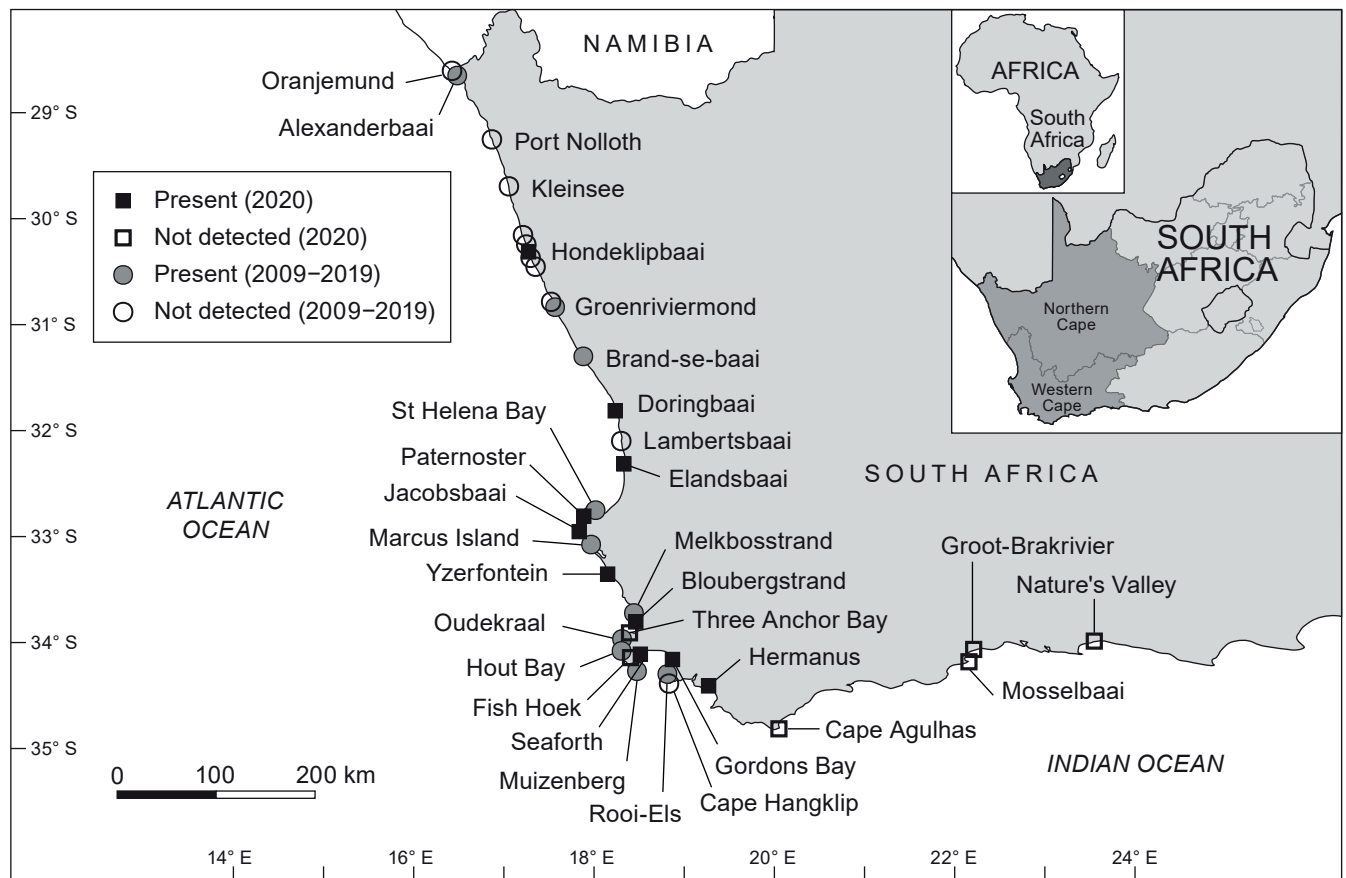 NAMIBIA
AFRICA
South
Africa
Oranjemund
Alexanderbaai
29° S
Port Nolloth
Kleinsee
Present (2020)
Not detected (2020)
Present (2009–2019)
Not detected (2009–2019)
30° S
Hondeklipbaai
SOUTH
AFRICA
Northern
Cape
Western
Cape
Groenriviermond
31° S
Brand-se-baai
Doringbaai
St Helena Bay
32° S
Lambertsbaai
Paternoster
Elandsbaai
SOUTH AFRICA
Jacobsbaai
ATLANTIC
OCEAN
33° S
Marcus Island
Melkbosstrand
Groot-Brakrivier
Yzerfontein
Bloubergstrand
Nature's Valley
Oudekraal
Three Anchor Bay
34° S
Hout Bay
Hermanus
Mosselbaai
Fish Hoek
Seaforth
Cape Agulhas
35° S
Muizenberg
Gordons Bay
INDIAN OCEAN
Rooi-Els
Cape Hangklip
0 100 200 km
14° E 16° E 18° E 20° E 22° E 24° E